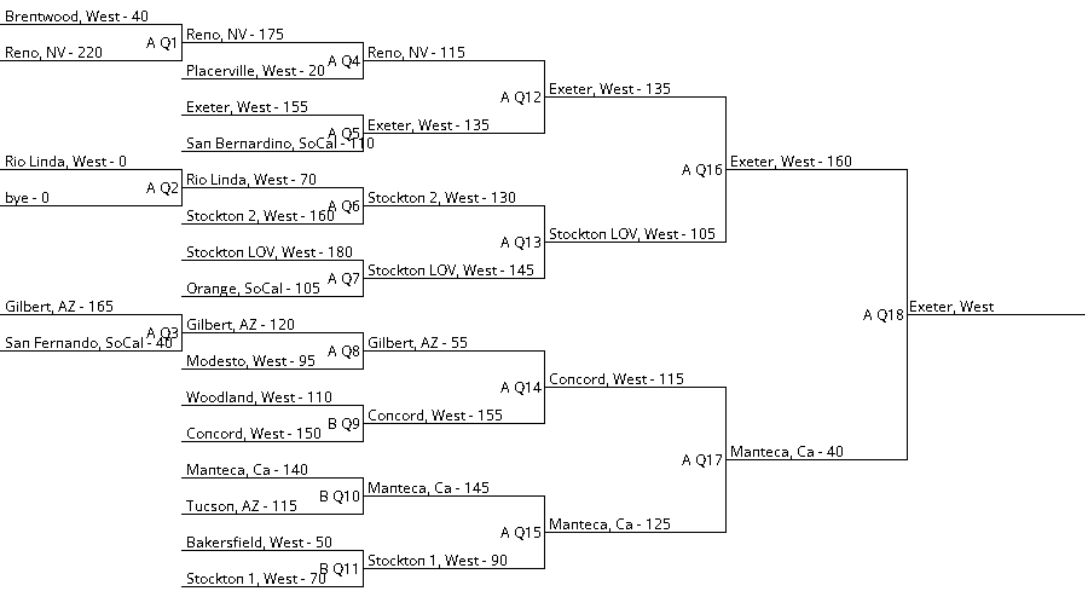 Brentwood, West - 40
A Q1
Reno, NV - 220
Reno, NV - 175
A Q4
Placerville, West - 20
Reno, NV - 115
A Q12
Exeter, West - 155
A Q5
San Bernardino, SoCal - 110
Exeter, West - 135
Exeter, West - 135
A Q16
Rio Linda, West - 0
A Q2
bye - 0
Rio Linda, West - 70
A Q6
Stockton 2, West - 160
Stockton 2, West - 130
A Q13
Stockton LOV, West - 180
A Q7
Orange, SoCal - 105
Stockton LOV, West - 145
Stockton LOV, West - 105
Exeter, West - 160
A Q18
Exeter, West
Gilbert, AZ - 165
A Q3
San Fernando, SoCal - 40
Gilbert, AZ - 120
A Q8
Modesto, West - 95
Gilbert, AZ - 55
A Q14
Woodland, West - 110
B Q9
Concord, West - 150
Concord, West - 155
Concord, West - 115
A Q17
Manteca, Ca - 40
Manteca, Ca - 140
B Q10
Tucson, AZ - 115
Manteca, Ca - 145
A Q15
Manteca, Ca - 125
Bakersfield, West - 50
B Q11
Stockton 1, West - 70
Stockton 1, West - 90